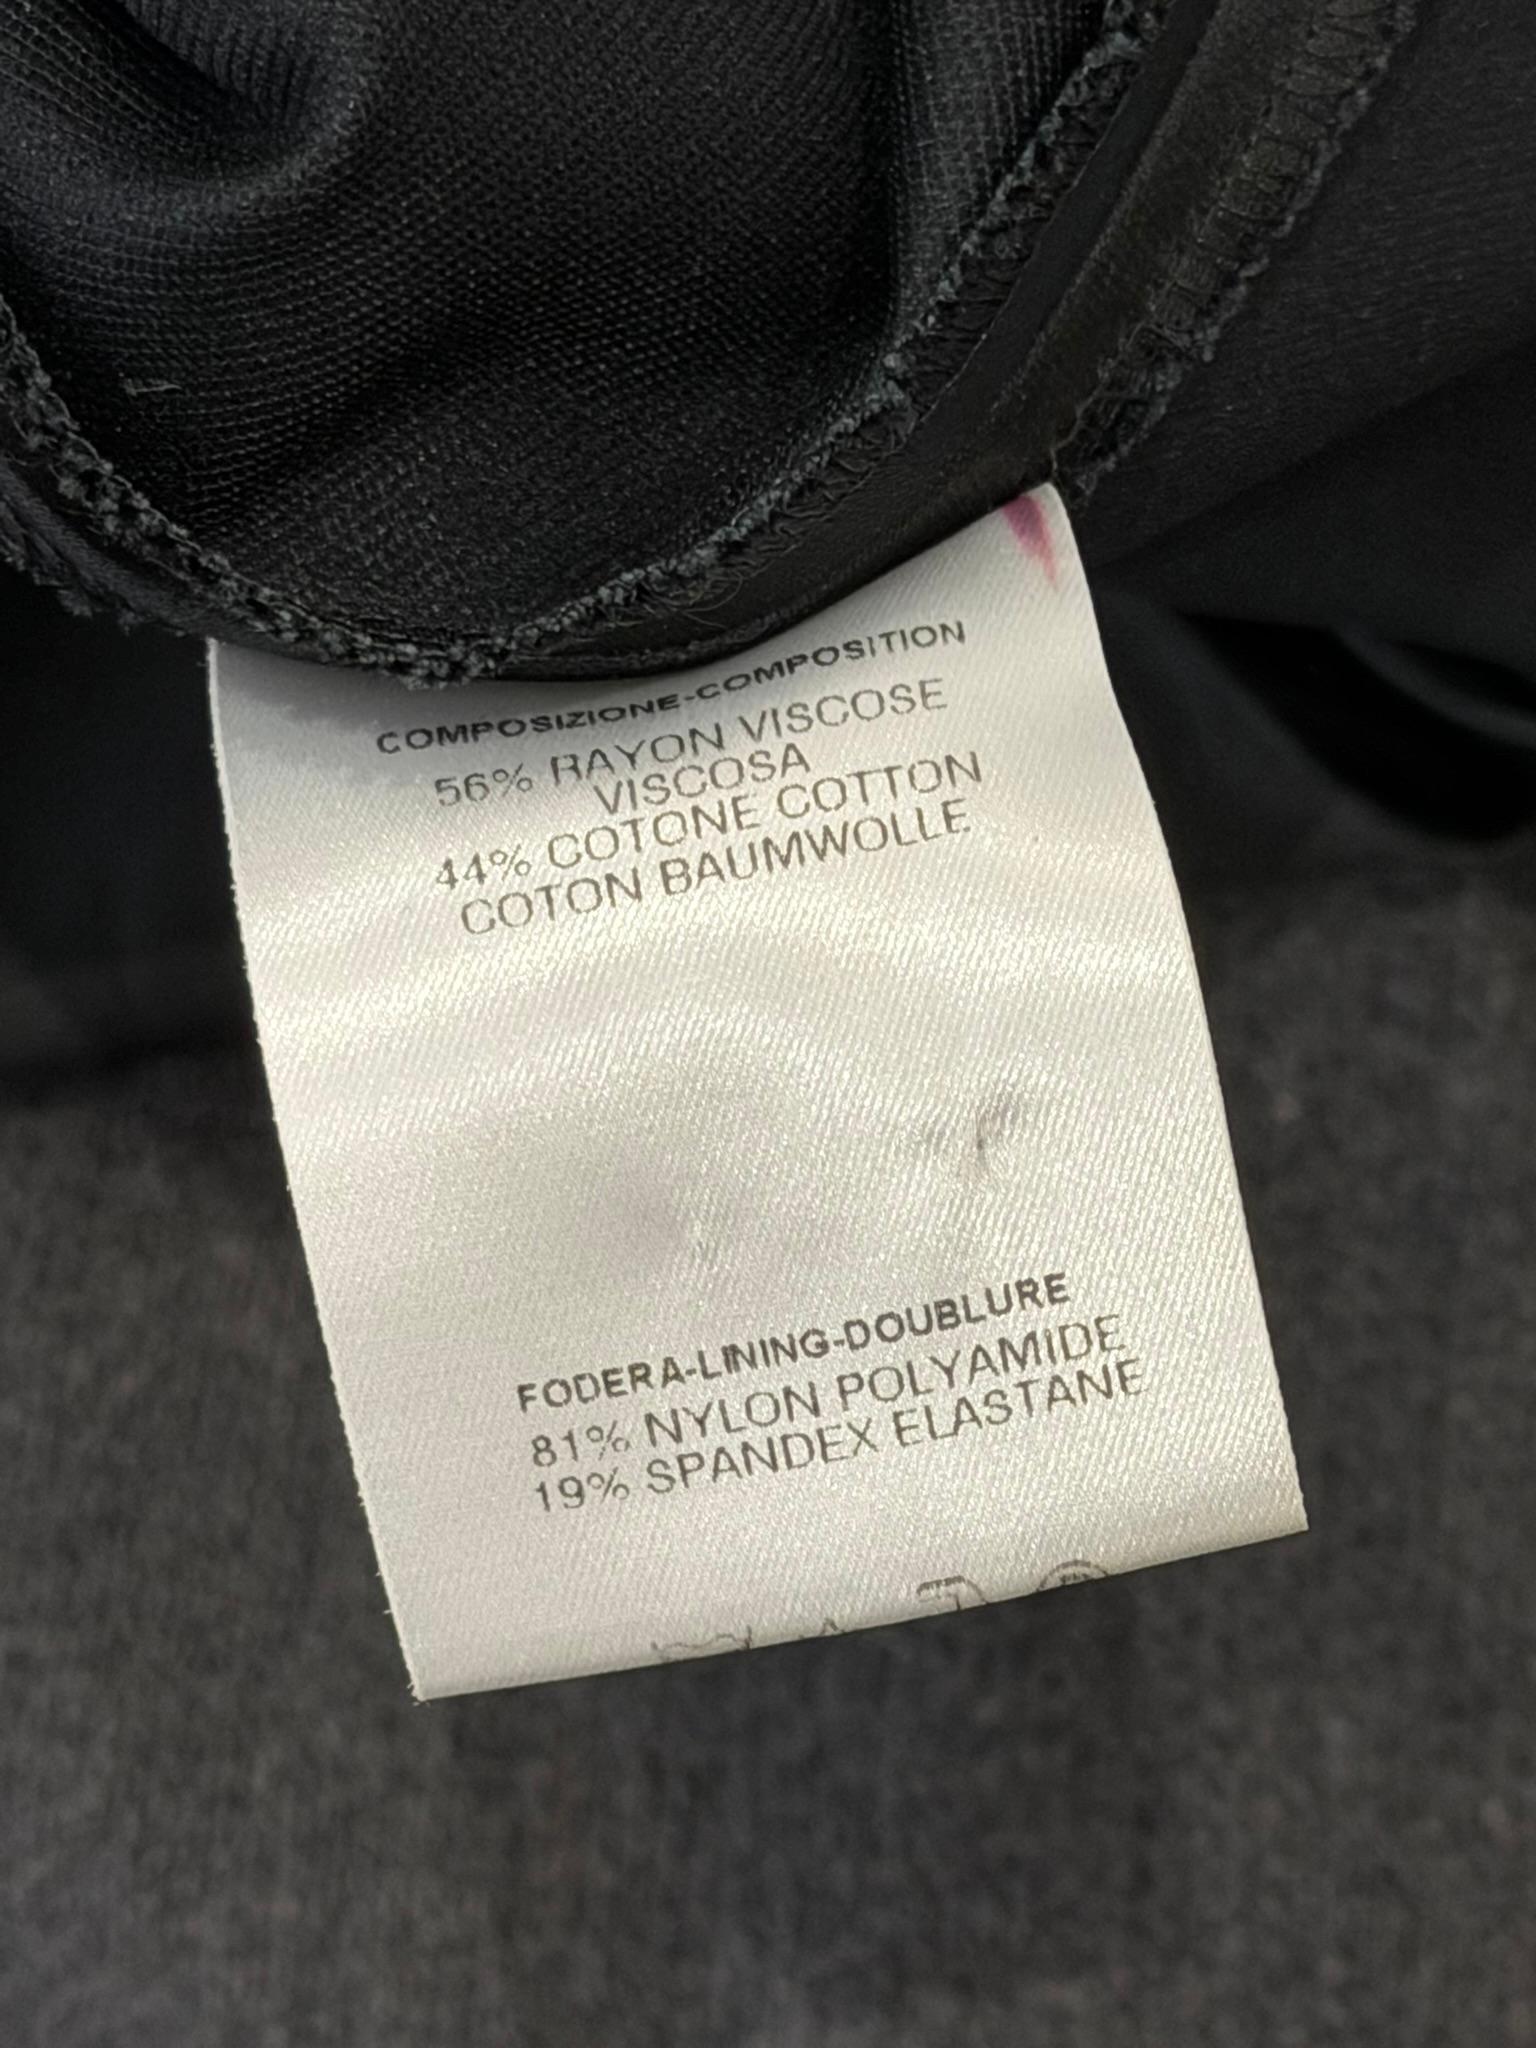 COMPOSIZIONE-COMPOSITION
56% RAYON VISCOSE
VISCOSA
44% COTONE COTTON
COTON BAUMWOLLE
FODERA-LINING-DOUBLURE
81% NYLON POLYAMIDE
19% SPANDEX ELASTANE